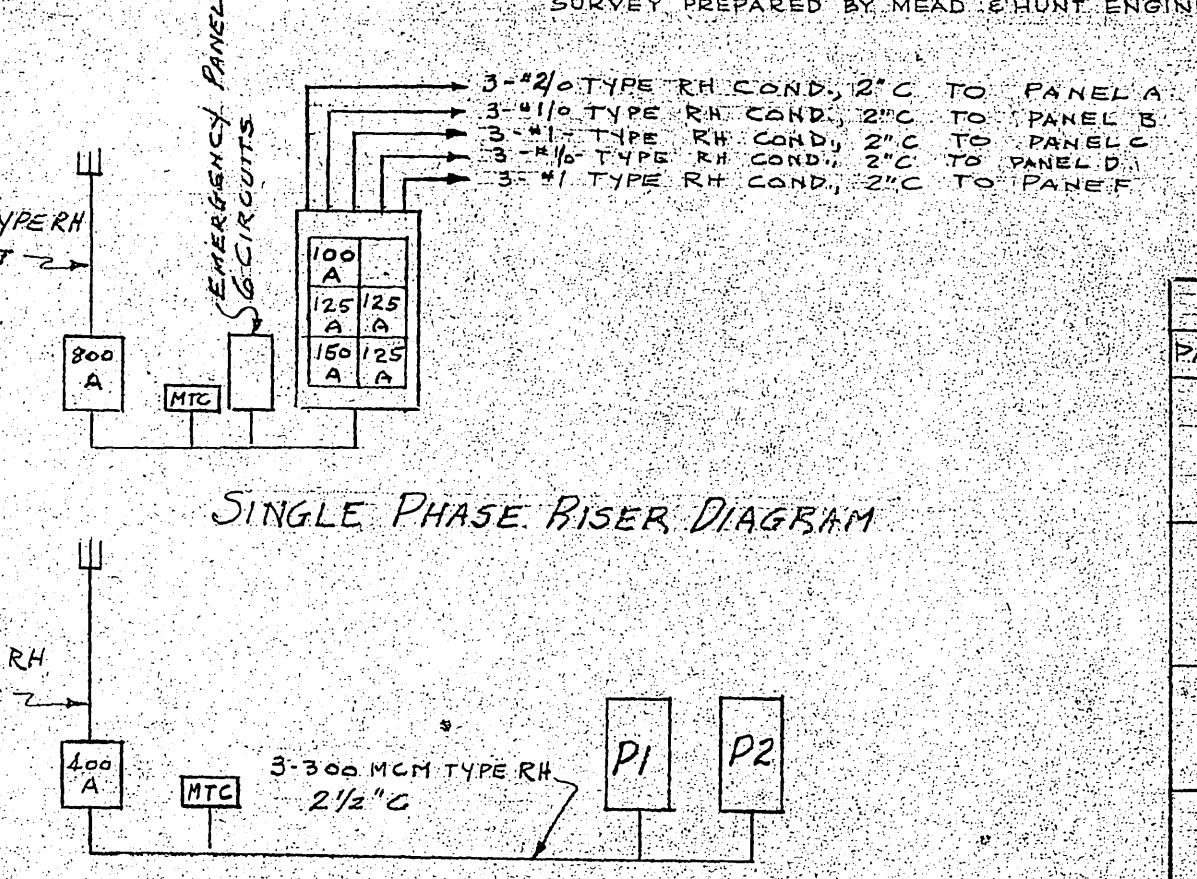 SURVEY PREPARED BY MEAD & HUNT ENGIN
EMERGENCY PANEL
6 CIRCUITS
3-#2/0 TYPE RH COND., 2"C TO PANEL A
3-#1/0 TYPE RH COND., 2"C TO PANEL B
3-#1- TYPE RH COND., 2"C TO PANEL C
3-#1/0- TYPE RH COND., 2"C TO PANEL D.
3-#1 TYPE RH COND., 2"C TO PANEF
YPE RH
100 A
125 A 125 A
150 A 125 A
800 A
MTC
SINGLE PHASE RISER DIAGRAM
RH
400 A
MTC
3-300 MCM TYPE RH
2 1/2" C
P1
P2